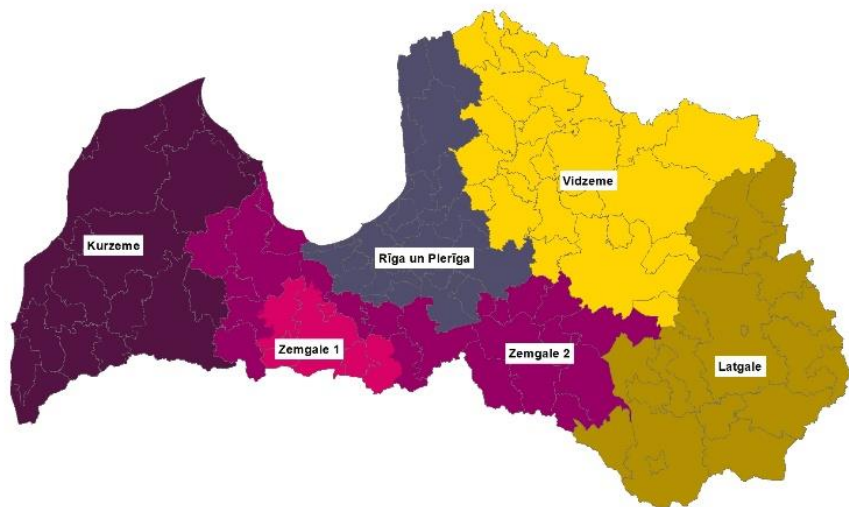 Vidzeme
Kurzeme
Rīga un Pierīga
Zemgale 1
Zemgale 2
Latgale